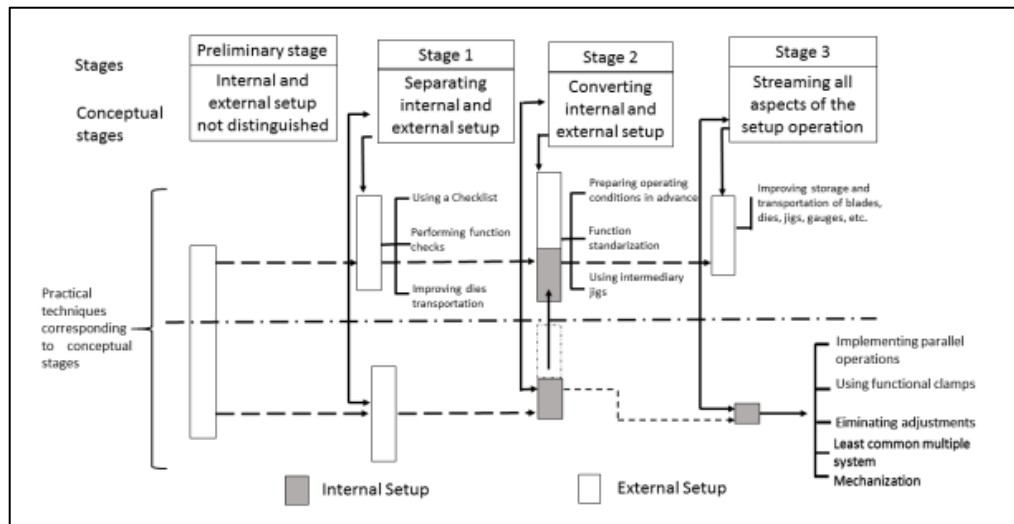 Stages
Conceptual
stages
Preliminary stage
Internal and
external setup
not distinguished
Stage 1
Separating
internal and
external setup
Stage 2
Converting
internal and
external setup
Stage 3
Streaming all
aspects of the
setup operation
Using a Checklist
Performing function
checks
Improving dies
transportation
Preparing operating
conditions in advance
Function
standarization
Using intermediary
jigs
Improving storage and
transportation of blades,
dies, jigs, gauges, etc.
Practical
techniques
corresponding
to conceptual
stages
Implementing parallel
operations
Using functional clamps
Eiminating adjustments
Least common multiple
system
Mechanization
Internal Setup
External Setup